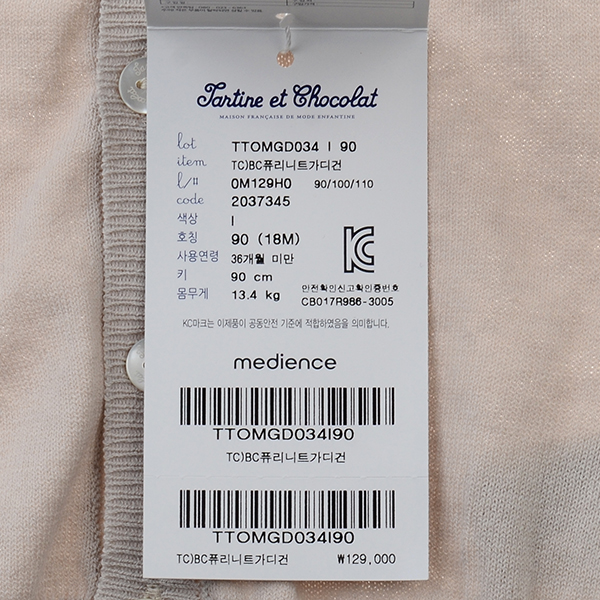 Tartine et Chocolat
MAISON FRANÇAISE DE MODE ENFANTINE
lot TTOMGD034 I 90
item TC)BC퓨리니트가디건
l/# 0M129H0 90/100/110
code 2037345
색상 I
호칭 90 (18M)
사용연령 36개월 미만
키 90 cm
몸무게 13.4 kg
KC
안전확인신고확인증번호
CB017R986-3005
KC마크는 이제품이 공통안전 기준에 적합하였음을 의미합니다.
medience
TTOMGD034I90
TC)BC퓨리니트가디건
TTOMGD034I90
TC)BC퓨리니트가디건 ₩129,000